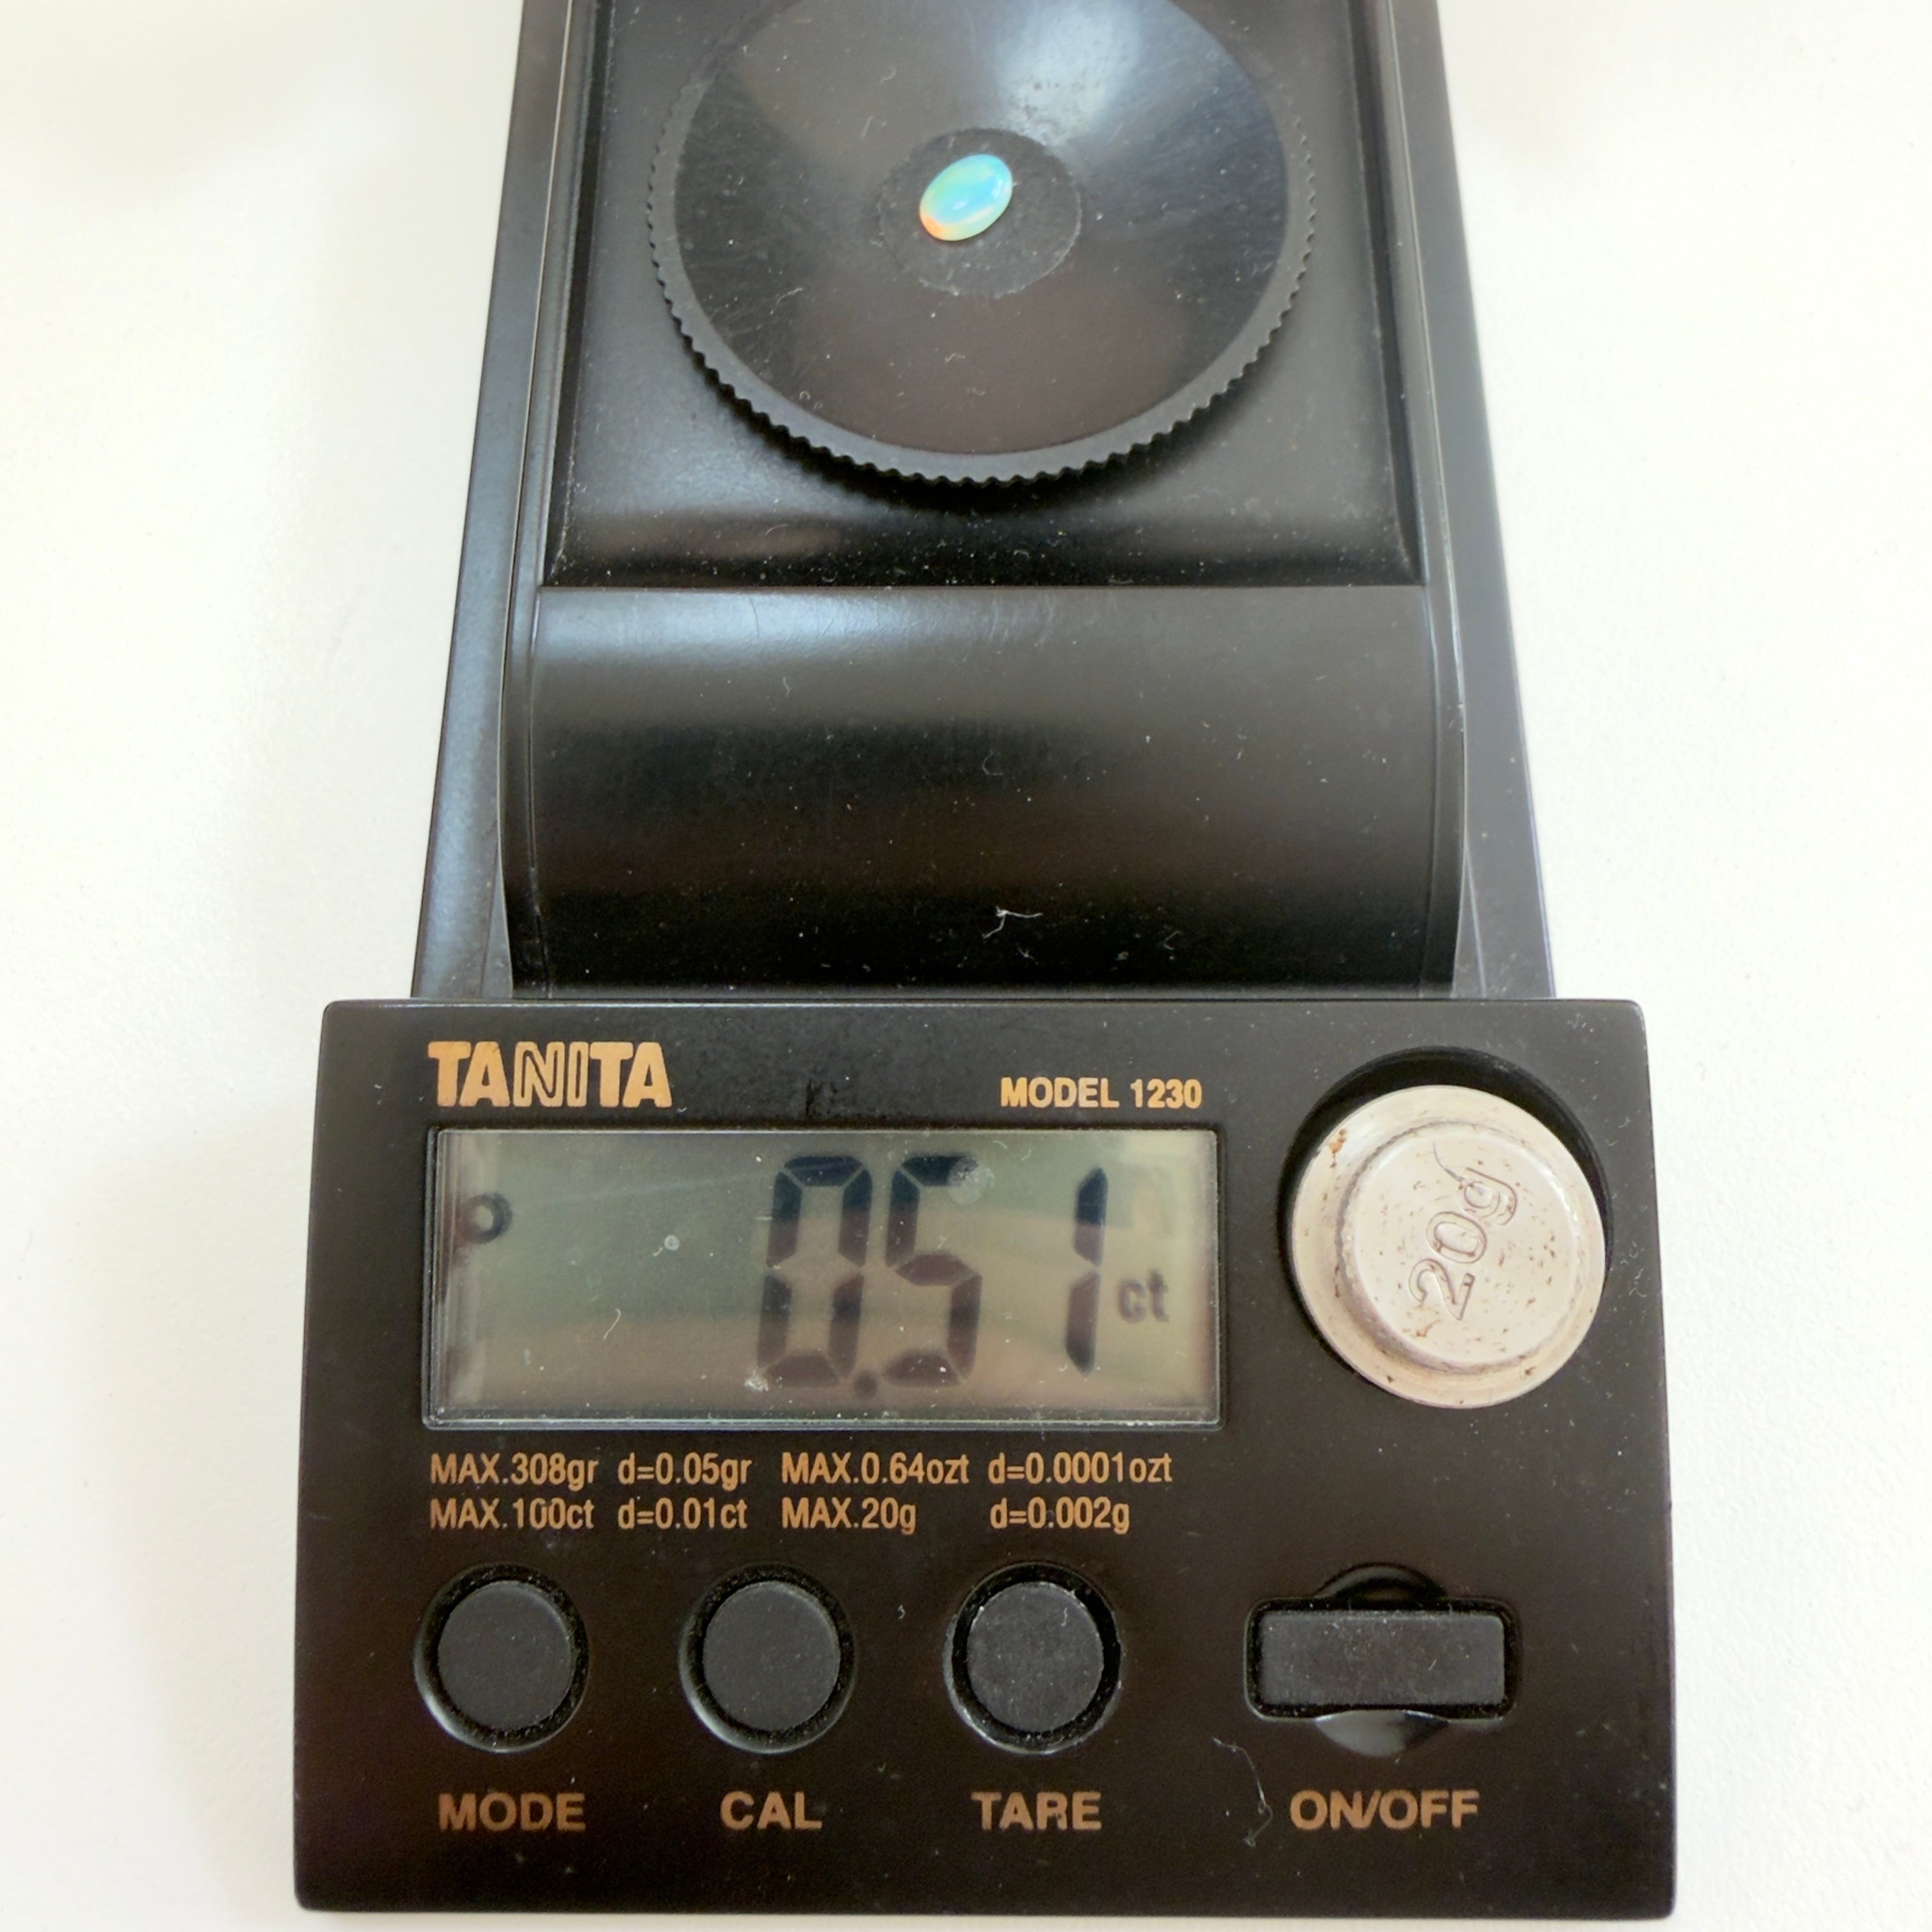 TANITA
MODEL 1230
0.51 ct
20g
MAX.308gr d=0.05gr MAX.0.64ozt d=0.0001ozt
MAX.100ct d=0.01ct MAX.20g d=0.002g
MODE CAL TARE ON/OFF